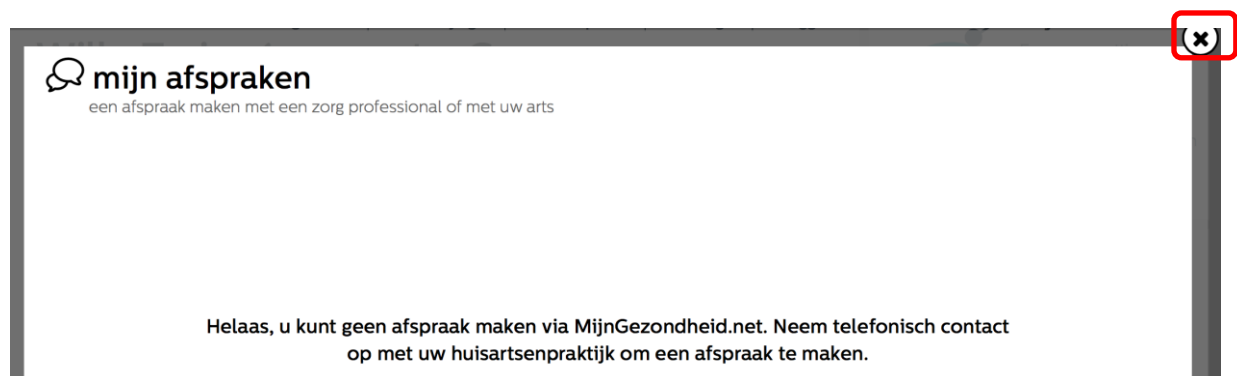 mijn afspraken
een afspraak maken met een zorg professional of met uw arts
Helaas, u kunt geen afspraak maken via MijnGezondheid.net. Neem telefonisch contact
op met uw huisartsenpraktijk om een afspraak te maken.